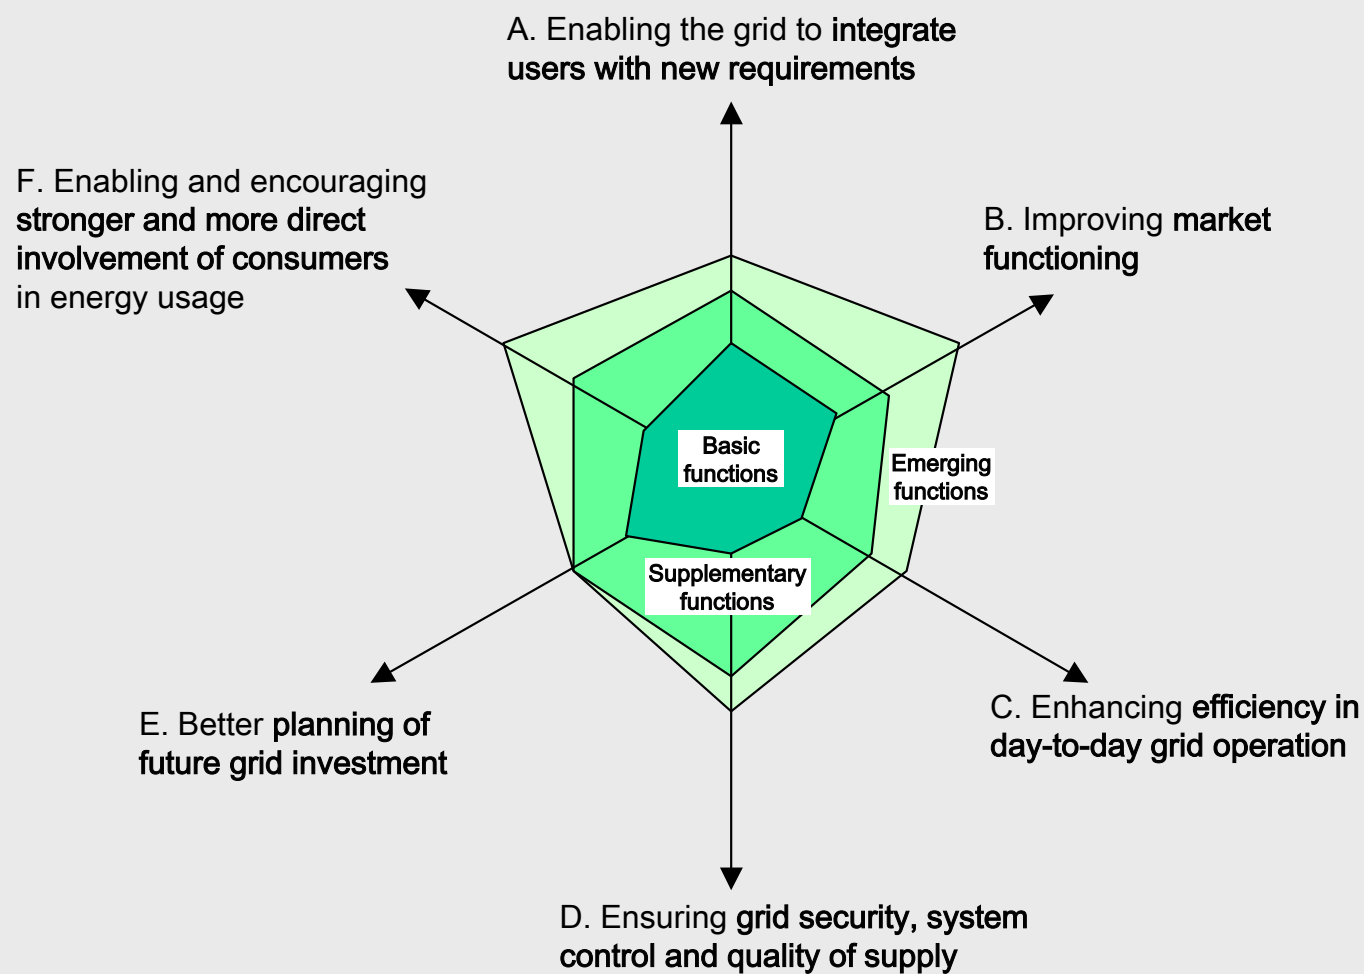 A. Enabling the grid to integrate
users with new requirements
F. Enabling and encouraging
stronger and more direct
involvement of consumers
in energy usage
B. Improving market
functioning
Basic
functions
Emerging
functions
Supplementary
functions
E. Better planning of
future grid investment
C. Enhancing efficiency in
day-to-day grid operation
D. Ensuring grid security, system
control and quality of supply